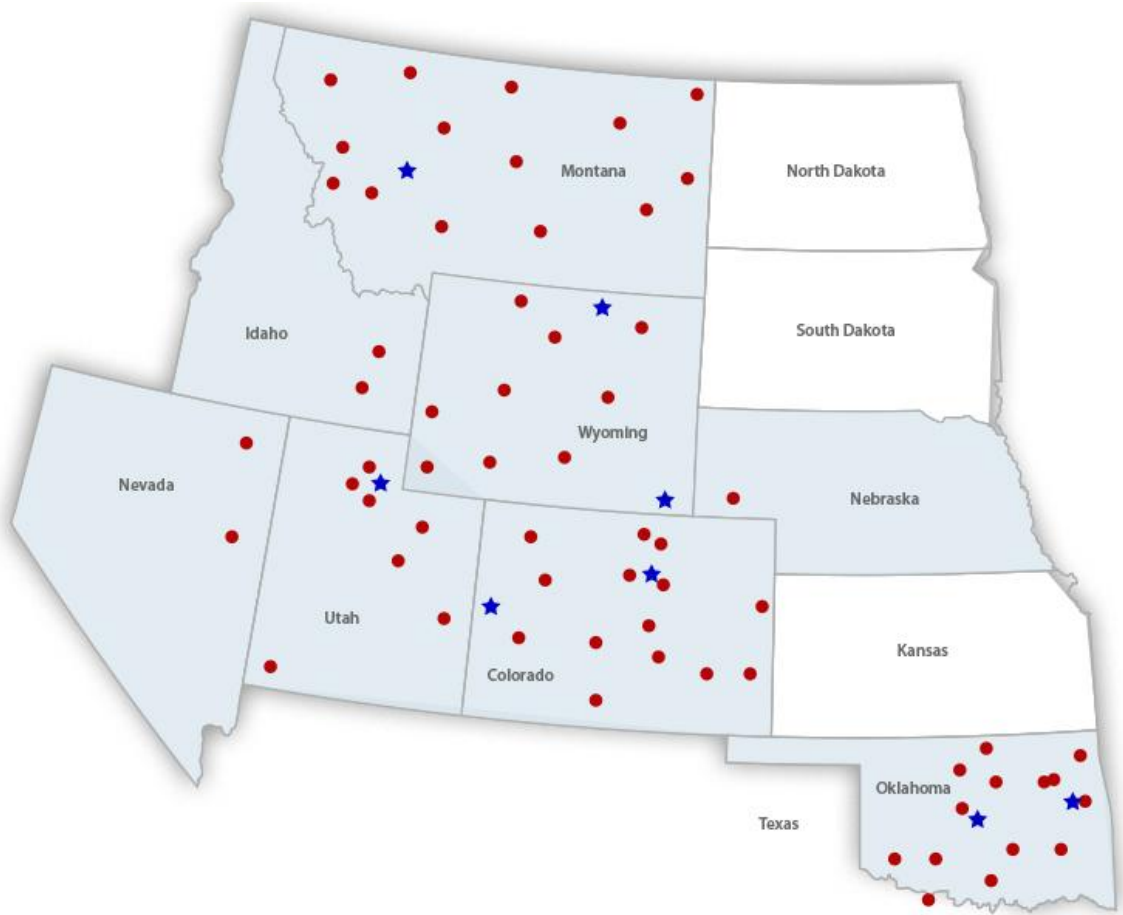 Montana
North Dakota
Idaho
South Dakota
Wyoming
Nevada
Nebraska
Utah
Colorado
Kansas
Oklahoma
Texas